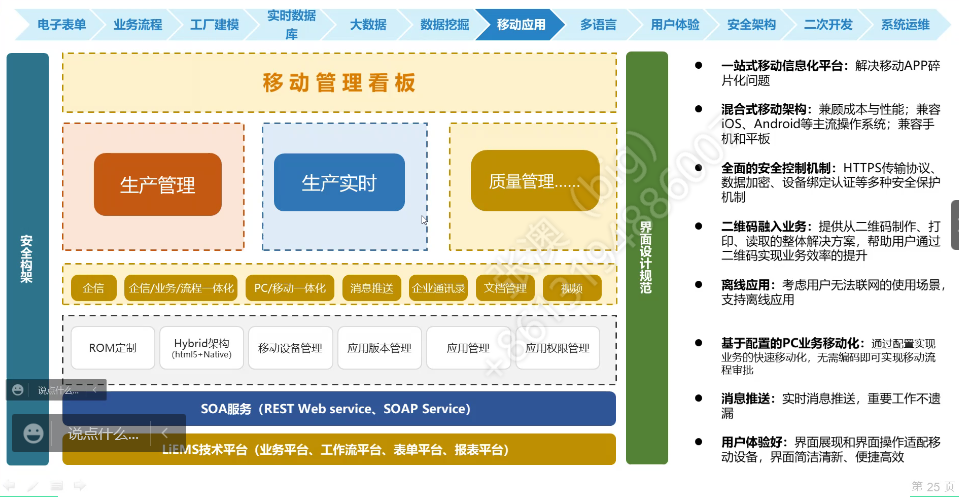 电子表单
业务流程
工厂建模
实时数据
库
大数据
数据挖掘
移动应用
多语言
用户体验
安全架构
二次开发
系统运维
安全构架
移动管理看板
生产管理
生产实时
质量管理......
企信
企信/业务/流程一体化
PC/移动一体化
消息推送
企业通讯录
文档管理
视频
ROM定制
Hybrid架构
(html5+Native)
移动设备管理
应用版本管理
应用管理
应用权限管理
SOA服务（REST Web service、SOAP Service）
LiEMS技术平台（业务平台、工作流平台、表单平台、报表平台）
界面设计规范
● 一站式移动信息化平台：解决移动APP碎
片化问题
● 混合式移动架构：兼顾成本与性能；兼容
iOS、Android等主流操作系统；兼容手
机和平板
● 全面的安全控制机制：HTTPS传输协议、
数据加密、设备绑定认证等多种安全保护
机制
● 二维码融入业务：提供从二维码制作、打
印、读取的整体解决方案，帮助用户通过
二维码实现业务效率的提升
● 离线应用：考虑用户无法联网的使用场景，
支持离线应用
● 基于配置的PC业务移动化：通过配置实现
业务的快速移动化，无需编码即可实现移动流
程审批
● 消息推送：实时消息推送，重要工作不遗
漏
● 用户体验好：界面展现和界面操作适配移
动设备，界面简洁清新、便捷高效
说点什么...
说点什么...
第 25 页